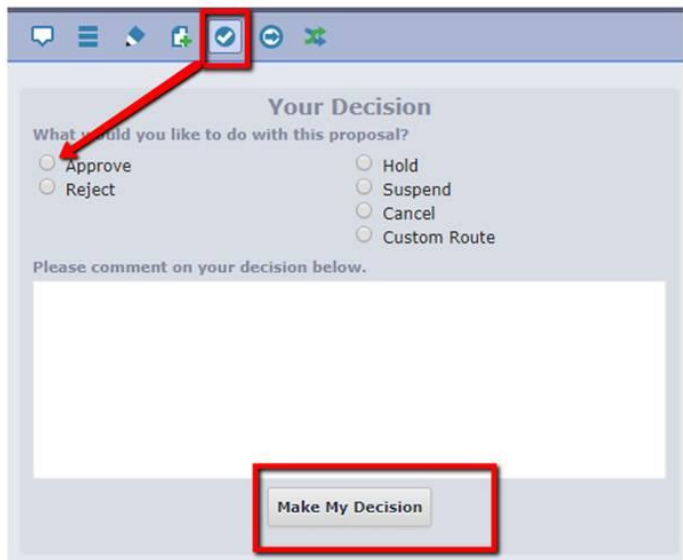 Your Decision
What would you like to do with this proposal?
Approve
Reject
Hold
Suspend
Cancel
Custom Route
Please comment on your decision below.
Make My Decision